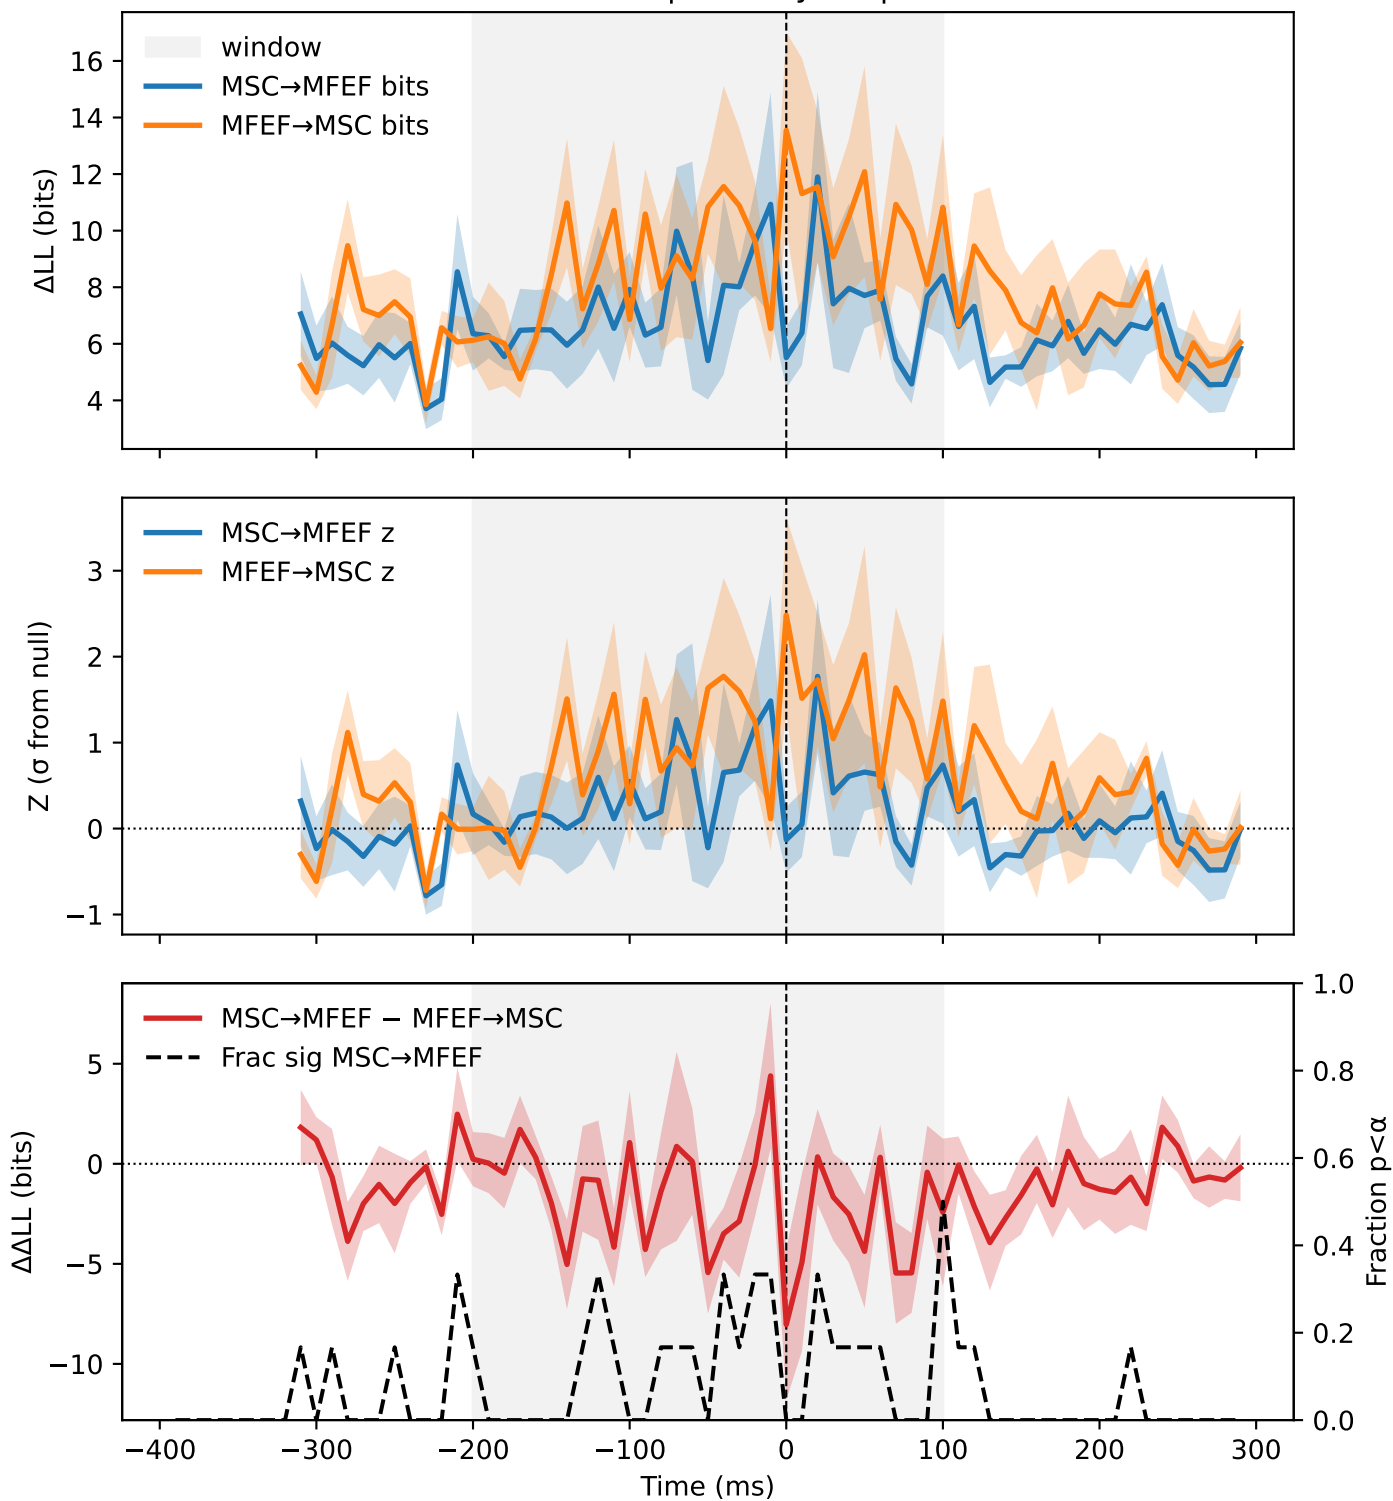 window
MSC→MFEF bits
MFEF→MSC bits
ΔLL (bits)
16
14
12
10
8
6
4
MSC→MFEF z
MFEF→MSC z
Z (σ from null)
3
2
1
0
−1
MSC→MFEF − MFEF→MSC
Frac sig MSC→MFEF
ΔΔLL (bits)
5
0
−5
−10
1.0
0.8
0.6
0.4
0.2
0.0
Fraction p<α
−400 −300 −200 −100 0 100 200 300
Time (ms)